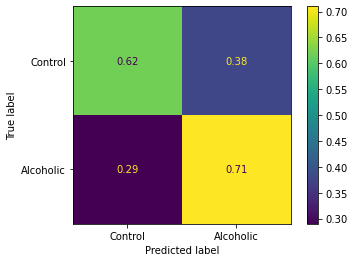 Control
0.62 0.38
Alcoholic
0.29 0.71
Control Alcoholic
Predicted label
True label
0.70
0.65
0.60
0.55
0.50
0.45
0.40
0.35
0.30